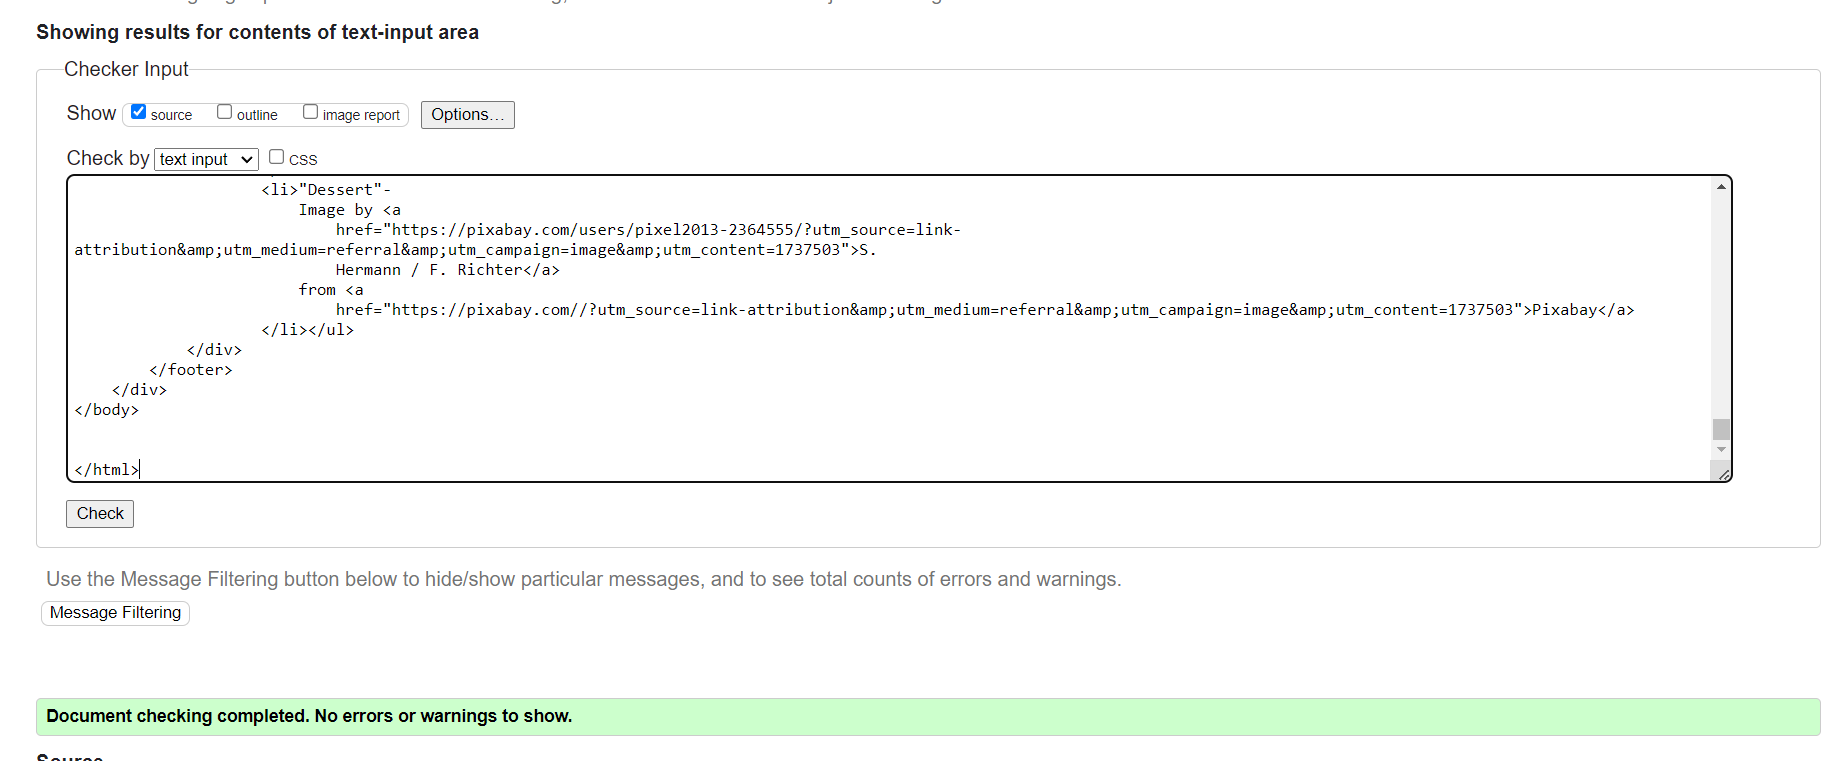 Showing results for contents of text-input area
Checker Input
Show source outline image report Options...
Check by text input CSS
<li>"Dessert"-
Image by <a
href="https://pixabay.com/users/pixel2013-2364555/?utm_source=link-
attribution&amp;utm_medium=referral&amp;utm_campaign=image&amp;utm_content=1737503">S.
Hermann / F. Richter</a>
from <a
href="https://pixabay.com//?utm_source=link-attribution&amp;utm_medium=referral&amp;utm_campaign=image&amp;utm_content=1737503">Pixabay</a>
</li></ul>
</div>
</footer>
</div>
</body>
</html>
Check
Use the Message Filtering button below to hide/show particular messages, and to see total counts of errors and warnings.
Message Filtering
Document checking completed. No errors or warnings to show.
Source